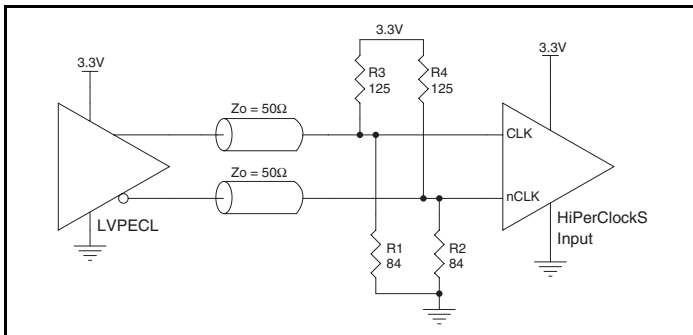 3.3V
3.3V
3.3V
R3
125
R4
125
Zo = 50Ω
CLK
Zo = 50Ω
nCLK
LVPECL
HiPerClockS
Input
R1
84
R2
84